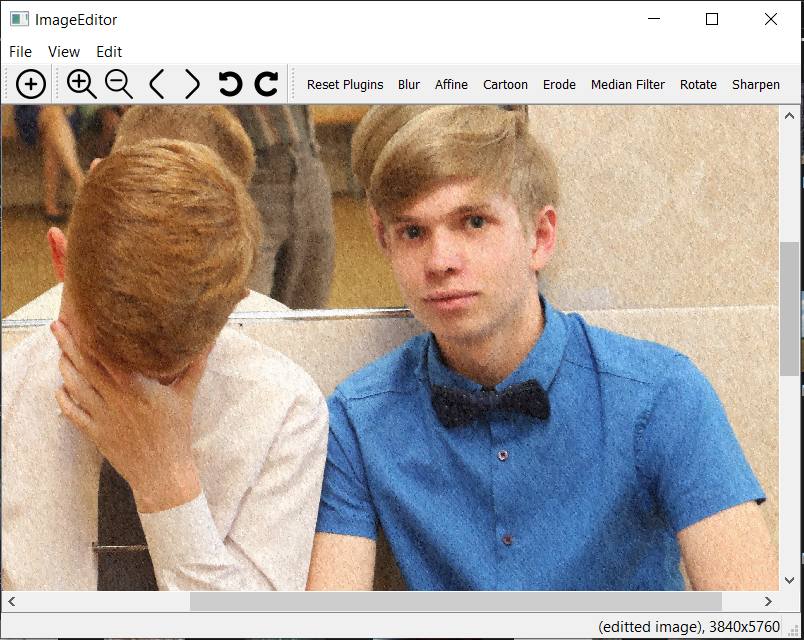 ImageEditor
File View Edit
Reset Plugins Blur Affine Cartoon Erode Median Filter Rotate Sharpen
(editted image), 3840x5760